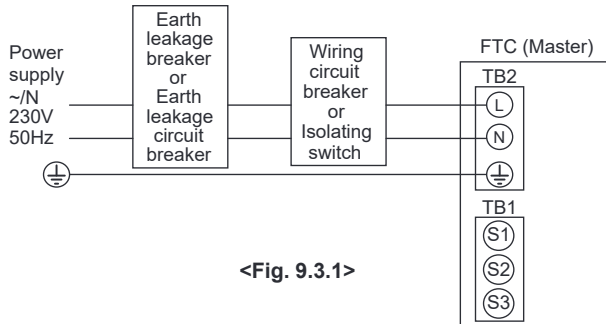 Power
supply
~/N
230V
50Hz
Earth
leakage
breaker
or
Earth
leakage
circuit
breaker
Wiring
circuit
breaker
or
Isolating
switch
FTC (Master)
TB2
L
N
TB1
S1
S2
S3
<Fig. 9.3.1>